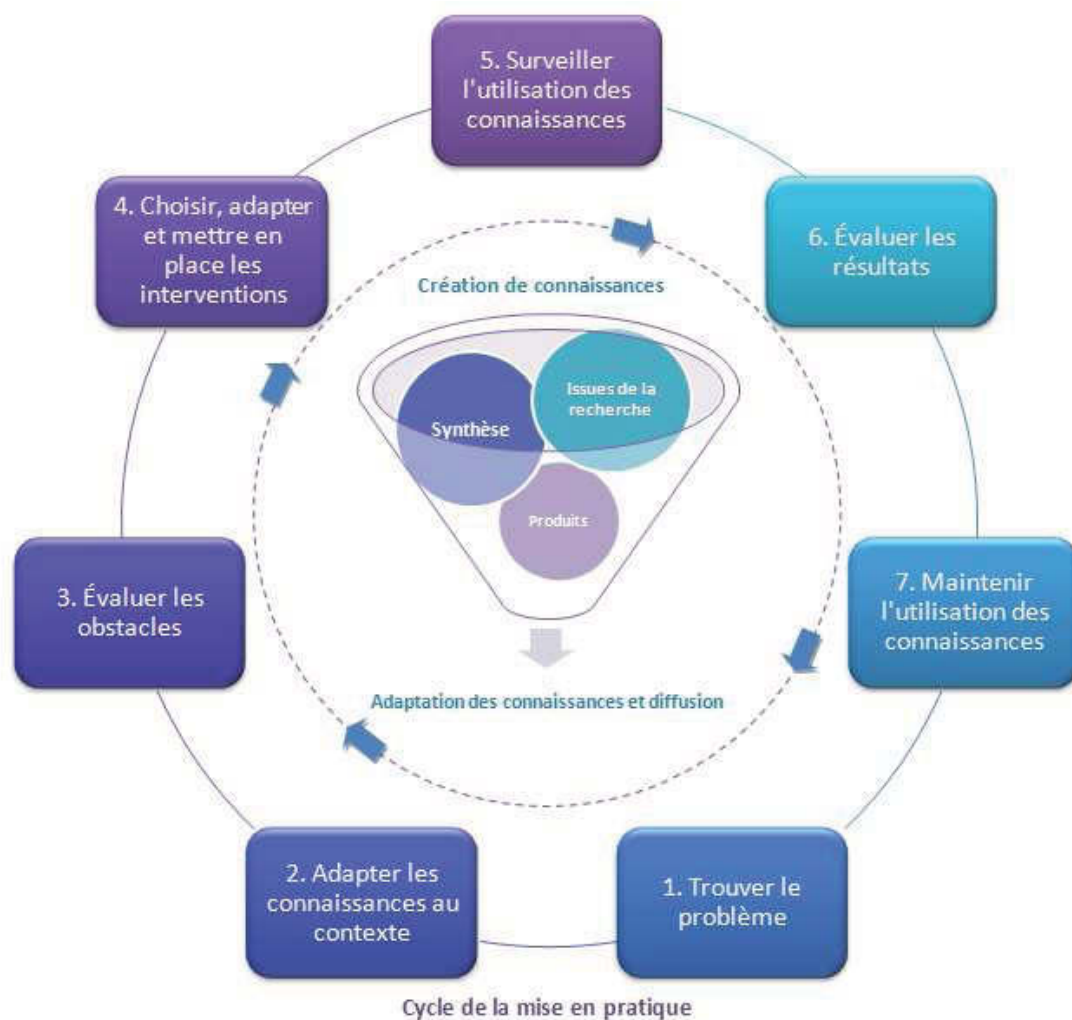 5. Surveiller
l'utilisation des
connaissances
4. Choisir, adapter
et mettre en
place les
interventions
6. Évaluer les
résultats
Création de connaissances
Issues de la
recherche
Synthèse
Produits
3. Évaluer les
obstacles
7. Maintenir
l'utilisation des
connaissances
Adaptation des connaissances et diffusion
2. Adapter les
connaissances au
contexte
1. Trouver le
problème
Cycle de la mise en pratique